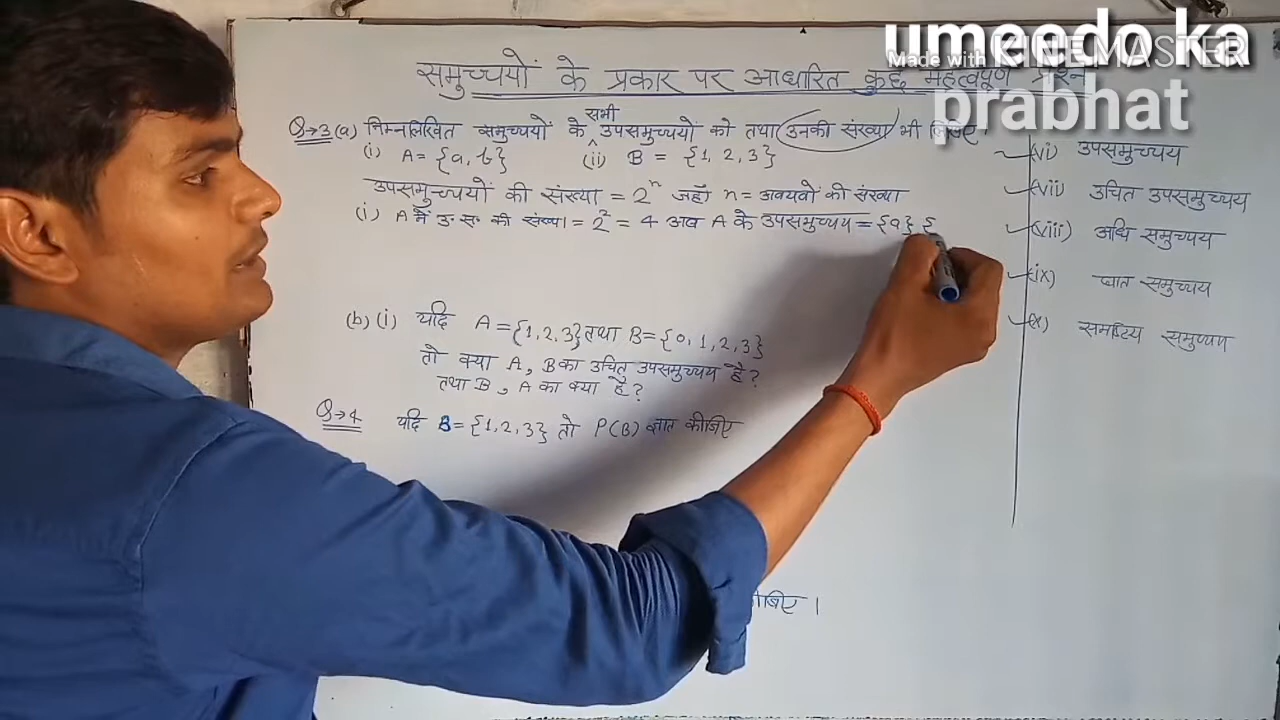 umeedo ka
Made with KINEMASTER
prabhat
समुच्चयों के प्रकार पर आधारित कुछ महत्वपूर्ण प्रश्न
सभी
Q→3 (a) निम्नलिखित समुच्चयों के ^ उपसमुच्चयों को तथा उनकी संख्या भी लिखिए।
(i) A = {a, b} (ii) B = {1, 2, 3}
उपसमुच्चयों की संख्या = 2ⁿ जहाँ n = अवयवों की संख्या
(i) A में उ॰ स॰ की संख्या = 2² = 4 अब A के उपसमुच्चय = {a} {
(b) (i) यदि A = {1, 2, 3} तथा B = {0, 1, 2, 3}
तो क्या A, B का उचित उपसमुच्चय है?
तथा B, A का क्या है?
Q→4 यदि B = {1, 2, 3} तो P(B) ज्ञात कीजिए
(vi) उपसमुच्चय
(vii) उचित उपसमुच्चय
(viii) अधि समुच्चय
(ix) घात समुच्चय
(x) समष्टिय समुच्चय